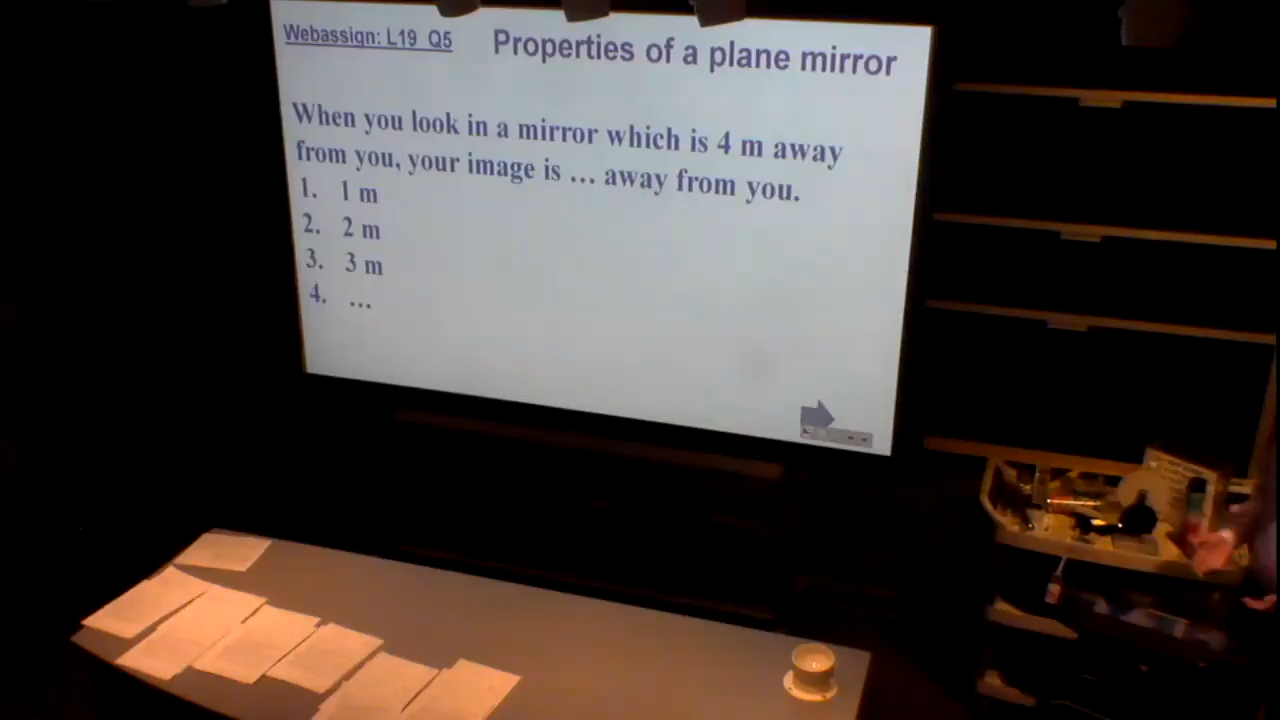 Webassign: L19 Q5
Properties of a plane mirror
When you look in a mirror which is 4 m away
from you, your image is ... away from you.
1. 1 m
2. 2 m
3. 3 m
4. ...